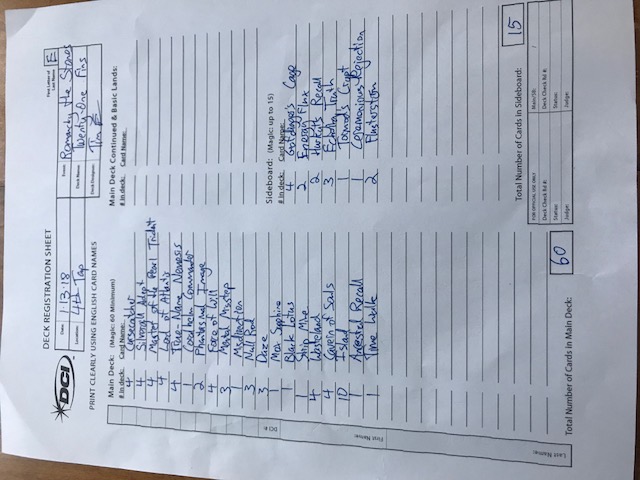 DECK REGISTRATION SHEET
DCI
First Letter of Last Name: E
Date: 1·13·18
Location: 4th Tap
Event: Romancing the Stones
Deck Name: Twenty-One Fins
Deck Designer: Tim E
PRINT CLEARLY USING ENGLISH CARD NAMES
Main Deck: (Magic: 60 Minimum)
# in deck: Card Name:
4 Cursecatcher
4 Silvergill Adept
4 Master of the Pearl Trident
4 Lord of Atlantis
4 True-Name Nemesis
1 Coralhelm Commander
2 Phantasmal Image
4 Force of Will
3 Mental Misstep
1 Misdirection
3 Null Rod
3 Daze
1 Mox Sapphire
1 Black Lotus
1 Strip Mine
4 Wasteland
4 Cavern of Souls
10 Island
1 Ancestral Recall
1 Time Walk
Total Number of Cards in Main Deck: 60
Main Deck Continued & Basic Lands:
# in deck: Card Name:
Sideboard: (Magic: up to 15)
# in deck: Card Name:
4 Grafdigger's Cage
2 Energy Flux
2 Hurkyl's Recall
3 Echoing Truth
1 Tormod's Crypt
1 Ceremonious Rejection
2 Flusterstorm
Total Number of Cards in Sideboard: 15
FOR OFFICIAL USE ONLY
Main/SB: /
Deck Check Rd #:
Deck Check Rd #:
Status:
Status:
Judge:
Judge:
DCI #:
First Name:
Last Name: